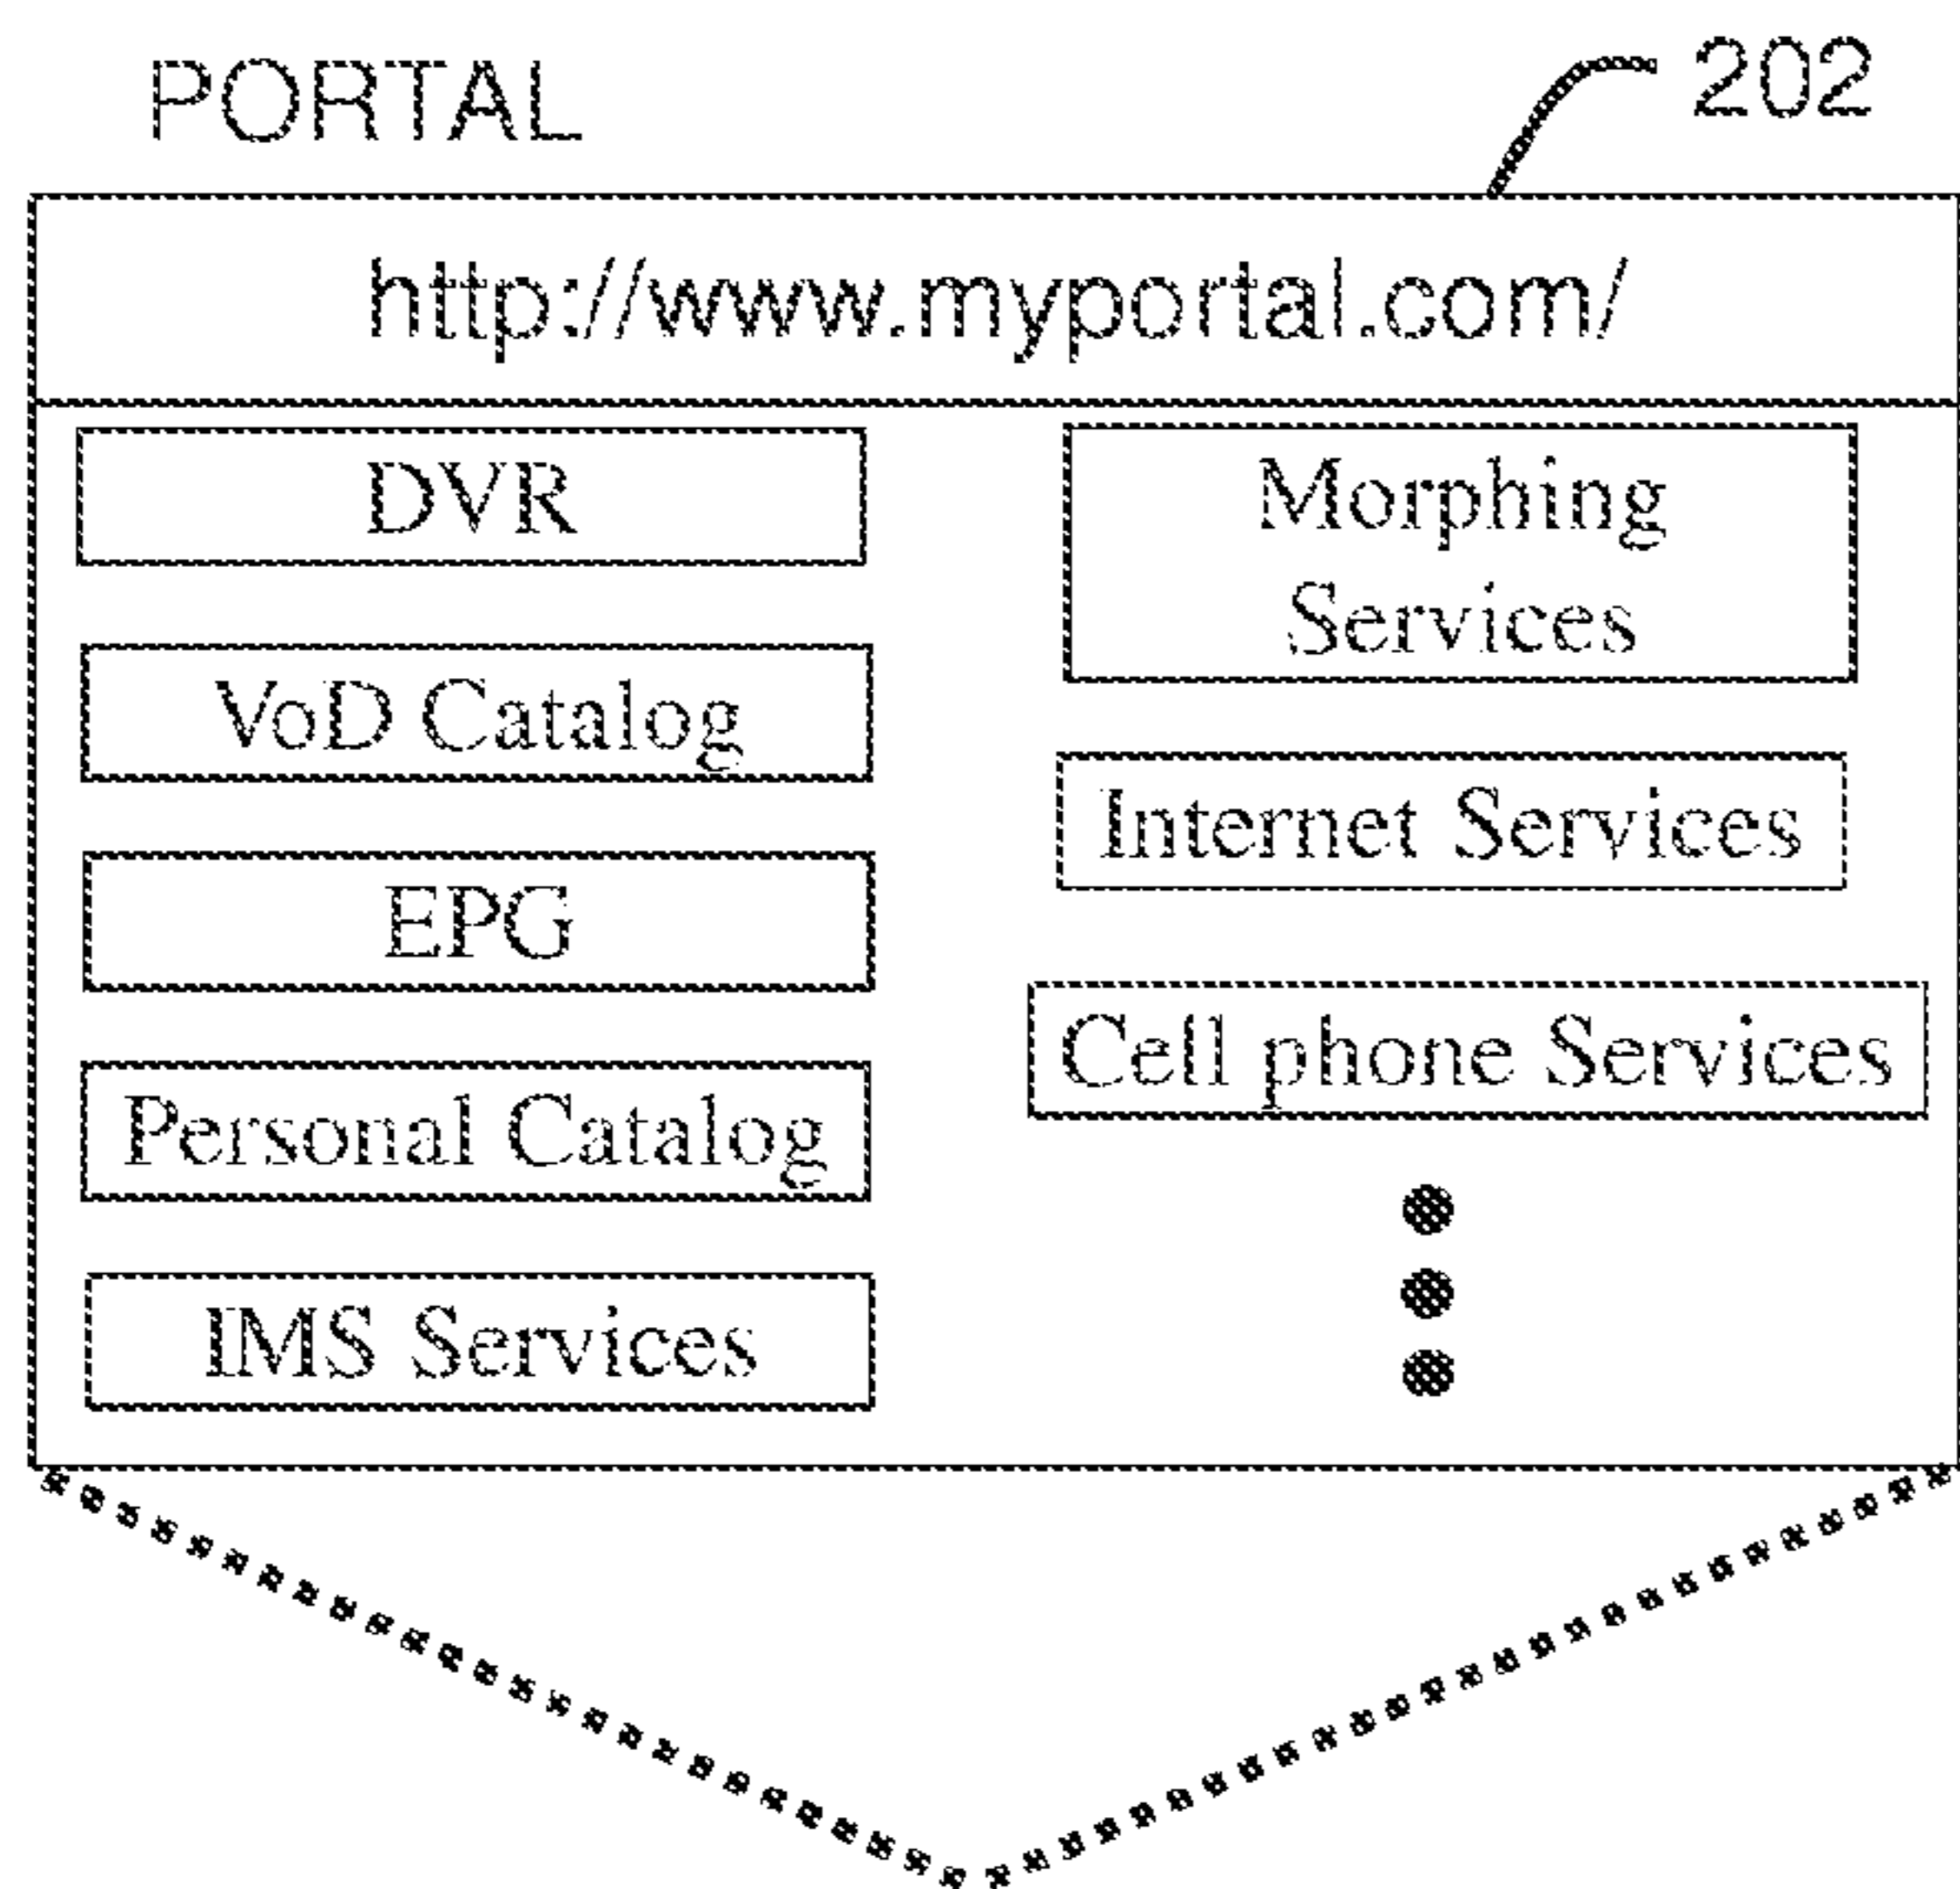 PORTAL
202
http://www.myportal.com/
DVR
VoD Catalog
EPG
Personal Catalog
IMS Services
Morphing
Services
Internet Services
Cell phone Services